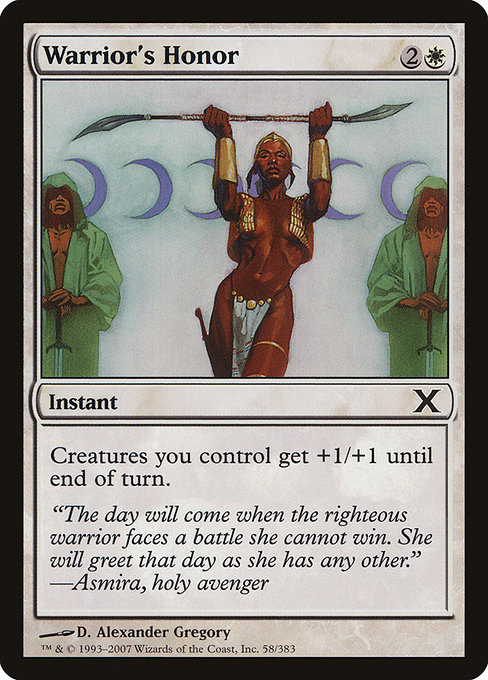 Warrior's Honor 2
Instant X
Creatures you control get +1/+1 until
end of turn.
“The day will come when the righteous
warrior faces a battle she cannot win. She
will greet that day as she has any other.”
—Asmira, holy avenger
D. Alexander Gregory
™ & © 1993–2007 Wizards of the Coast, Inc. 58/383